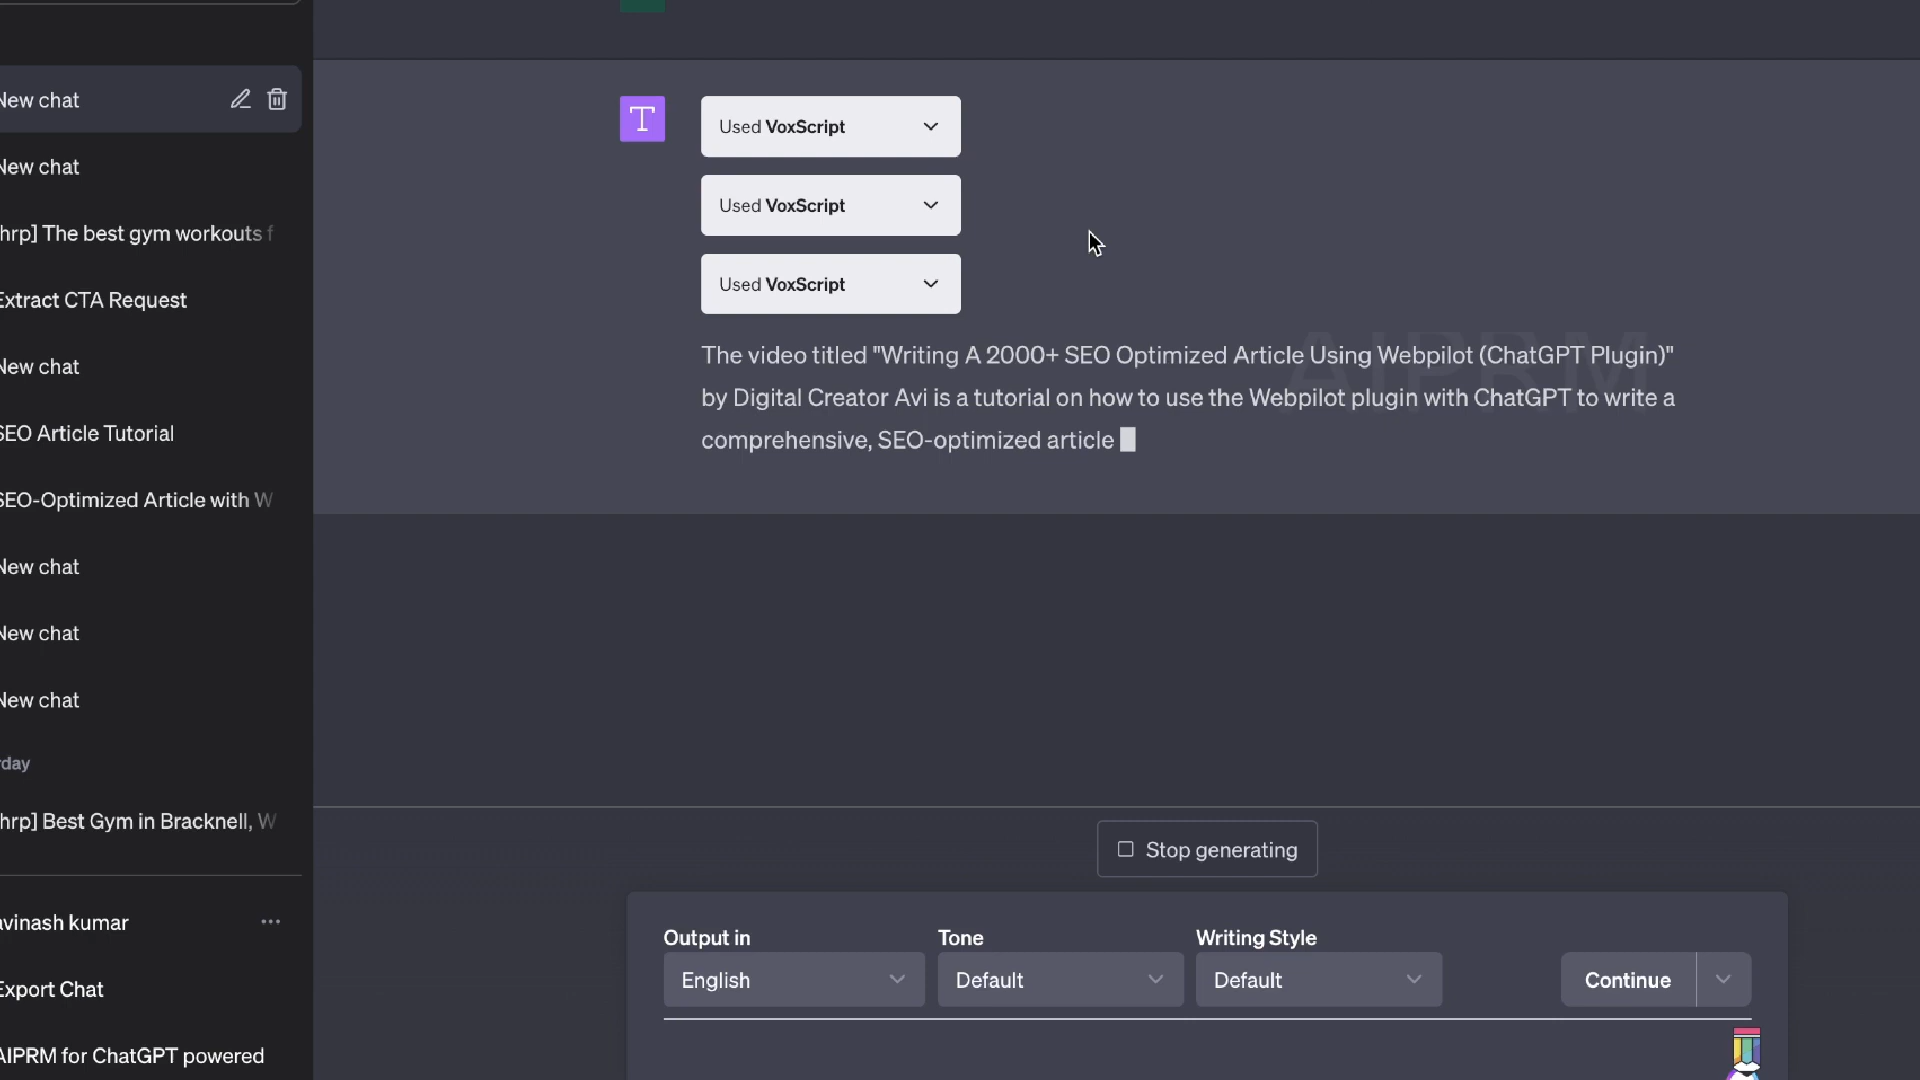 New chat
New chat
hrp] The best gym workouts f
Extract CTA Request
New chat
SEO Article Tutorial
SEO-Optimized Article with W
New chat
New chat
New chat
rday
hrp] Best Gym in Bracknell, W
avinash kumar
Export Chat
AIPRM for ChatGPT powered
T
Used VoxScript
Used VoxScript
Used VoxScript
AIPRM
The video titled "Writing A 2000+ SEO Optimized Article Using Webpilot (ChatGPT Plugin)"
by Digital Creator Avi is a tutorial on how to use the Webpilot plugin with ChatGPT to write a
comprehensive, SEO-optimized article
Stop generating
Output in Tone Writing Style
English Default Default Continue